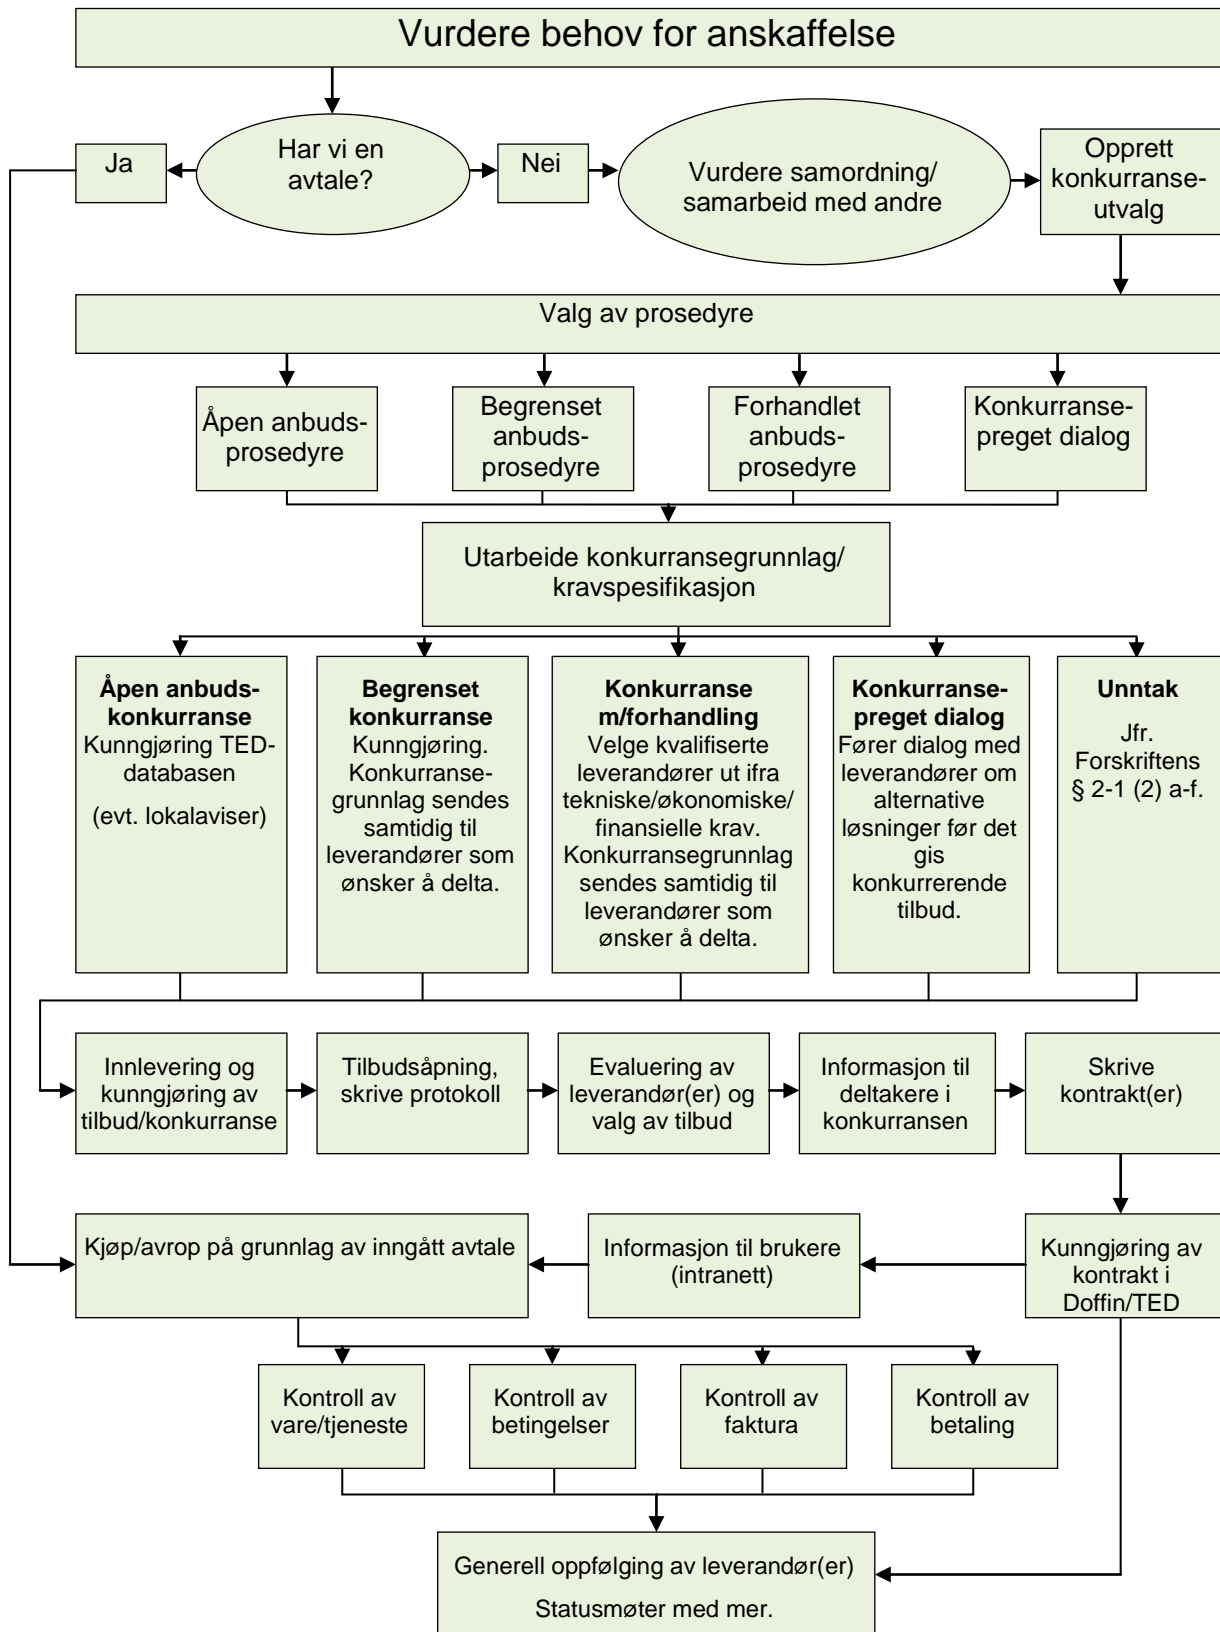 Vurdere behov for anskaffelse
Ja
Har vi en
avtale?
Nei
Vurdere samordning/
samarbeid med andre
Opprett
konkurranse-
utvalg
Valg av prosedyre
Åpen anbuds-
prosedyre
Begrenset
anbuds-
prosedyre
Forhandlet
anbuds-
prosedyre
Konkurranse-
preget dialog
Utarbeide konkurransegrunnlag/
kravspesifikasjon
Åpen anbuds-
konkurranse
Kunngjøring TED-
databasen
(evt. lokalaviser)
Begrenset
konkurranse
Kunngjøring.
Konkurranse-
grunnlag sendes
samtidig til
leverandører som
ønsker å delta.
Konkurranse
m/forhandling
Velge kvalifiserte
leverandører ut ifra
tekniske/økonomiske/
finansielle krav.
Konkurransegrunnlag
sendes samtidig til
leverandører som
ønsker å delta.
Konkurranse-
preget dialog
Fører dialog med
leverandører om
alternative
løsninger før det
gis
konkurrerende
tilbud.
Unntak
Jfr.
Forskriftens
§ 2-1 (2) a-f.
Innlevering og
kunngjøring av
tilbud/konkurranse
Tilbudsåpning,
skrive protokoll
Evaluering av
leverandør(er) og
valg av tilbud
Informasjon til
deltakere i
konkurransen
Skrive
kontrakt(er)
Kjøp/avrop på grunnlag av inngått avtale
Informasjon til brukere
(intranett)
Kunngjøring av
kontrakt i
Doffin/TED
Kontroll av
vare/tjeneste
Kontroll av
betingelser
Kontroll av
faktura
Kontroll av
betaling
Generell oppfølging av leverandør(er)
Statusmøter med mer.